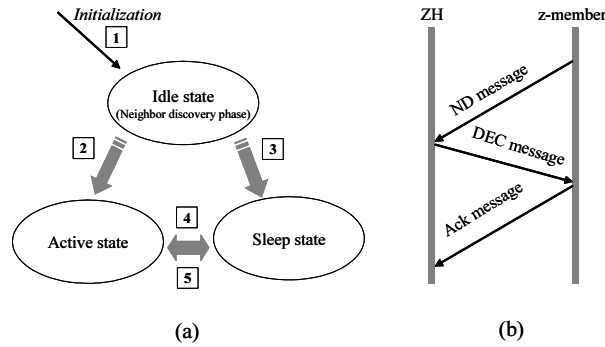 Initialization
1
Idle state
(Neighbor discovery phase)
2
3
4
Active state
Sleep state
5
(a)
ZH
z-member
ND message
DEC message
Ack message
(b)